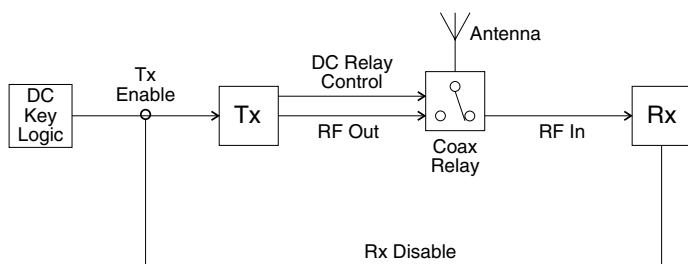 DC
Key
Logic
Tx
Enable
Tx
DC Relay
Control
RF Out
Antenna
Coax
Relay
RF In
Rx
Rx Disable